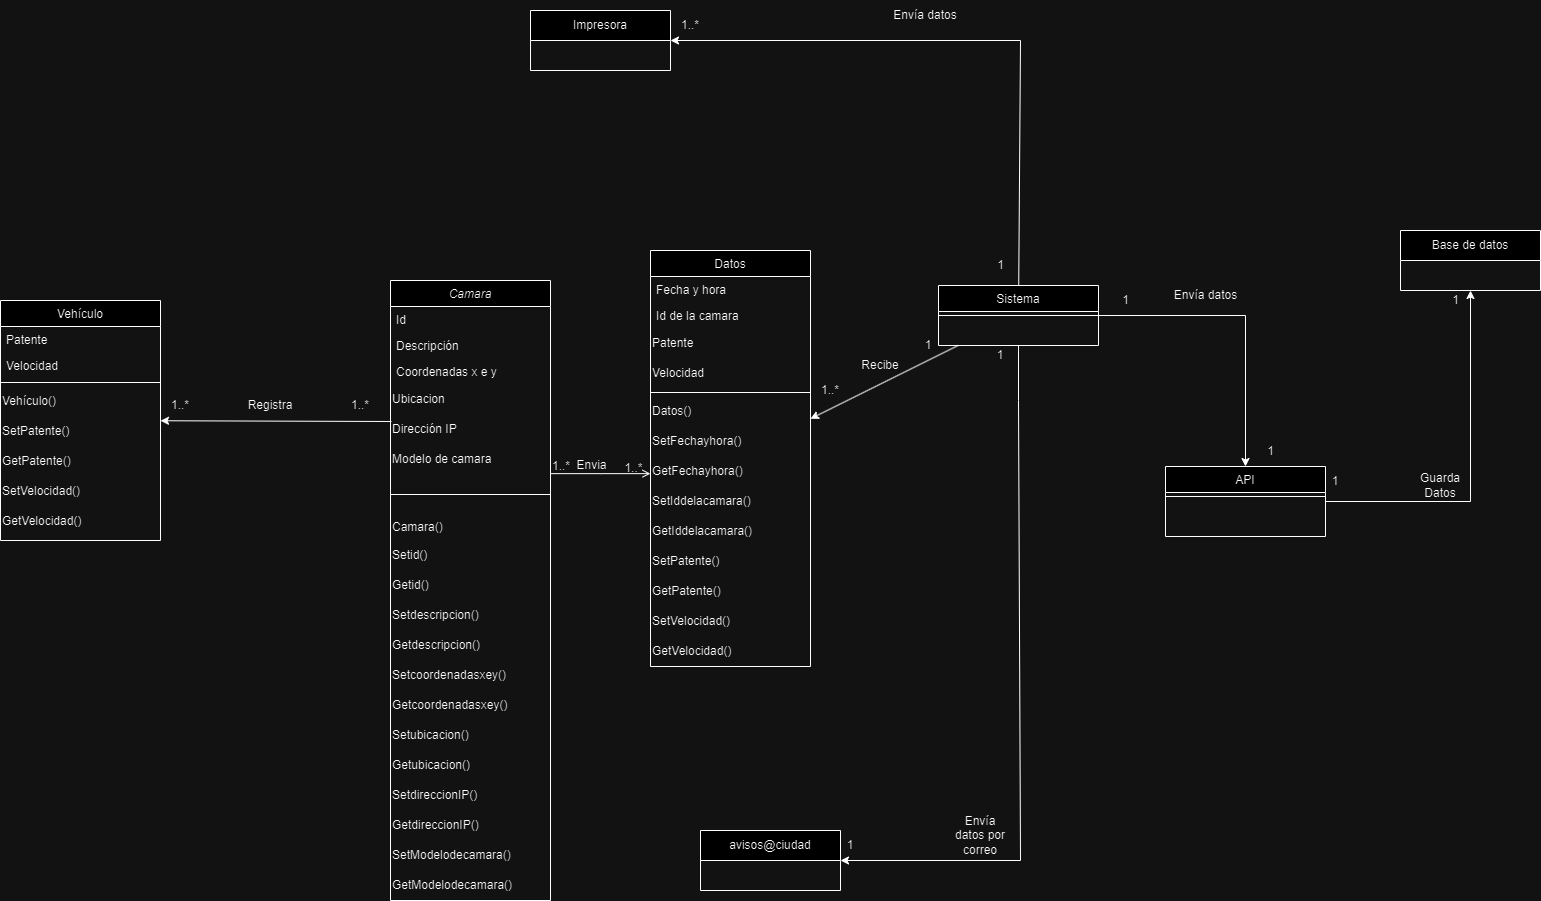 Impresora
1..*
Envía datos
1
Base de datos
1
Datos
Fecha y hora
Id de la camara
Patente
Velocidad
Datos()
SetFechayhora()
GetFechayhora()
SetIddelacamara()
GetIddelacamara()
SetPatente()
GetPatente()
SetVelocidad()
GetVelocidad()
Sistema
1
Envía datos
1
1
1
Recibe
1..*
Camara
Id
Descripción
Coordenadas x e y
Ubicacion
Dirección IP
Modelo de camara
Camara()
Setid()
Getid()
Setdescripcion()
Getdescripcion()
Setcoordenadasxey()
Getcoordenadasxey()
Setubicacion()
Getubicacion()
SetdireccionIP()
GetdireccionIP()
SetModelodecamara()
GetModelodecamara()
Vehículo
Patente
Velocidad
Vehículo()
SetPatente()
GetPatente()
SetVelocidad()
GetVelocidad()
1..*
Registra
1..*
1..*
Envia
1..*
API
1
Guarda
Datos
avisos@ciudad
1
Envía
datos por
correo